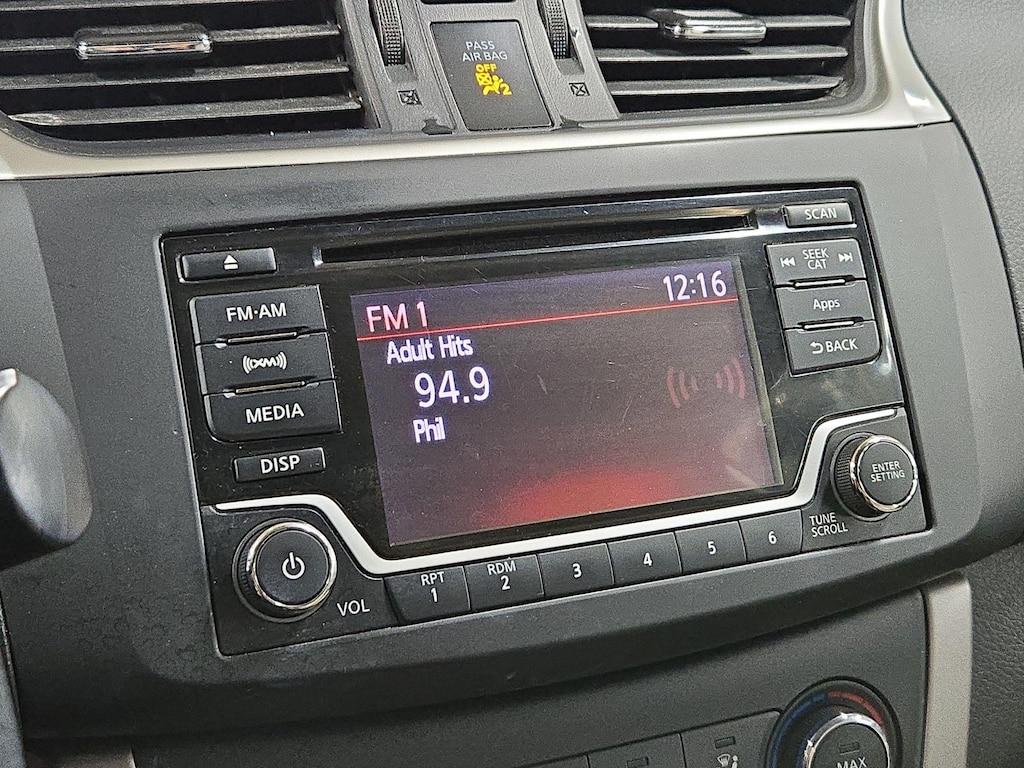 PASS
AIR BAG
OFF
2
SCAN
SEEK
CAT
FM·AM
12:16
FM 1
Apps
Adult Hits
((XM))
94.9
BACK
MEDIA
Phil
DISP
ENTER
SETTING
TUNE
SCROLL
VOL
RPT
1
RDM
2
3
4
5
6
MAX